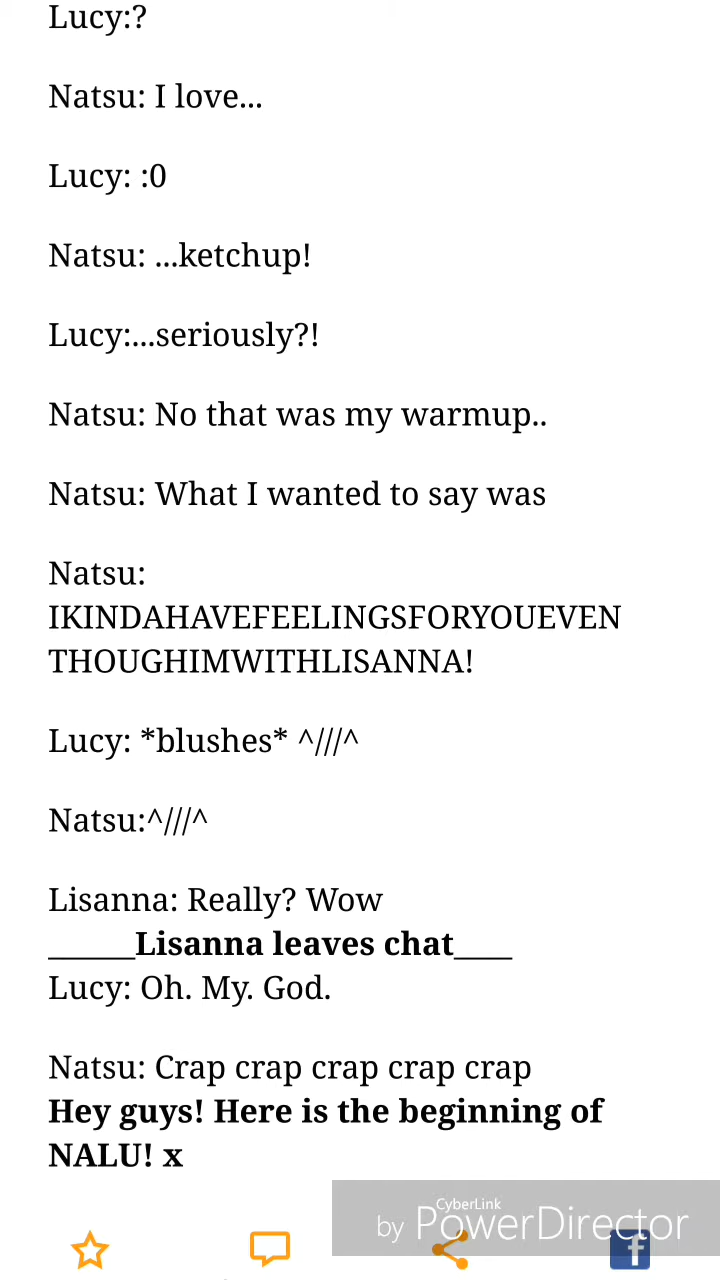 Lucy:?
Natsu: I love...
Lucy: :0
Natsu: ...ketchup!
Lucy:...seriously?!
Natsu: No that was my warmup..
Natsu: What I wanted to say was
Natsu:
IKINDAHAVEFEELINGSFORYOUEVEN
THOUGHIMWITHLISANNA!
Lucy: *blushes* ^///^
Natsu:^///^
Lisanna: Really? Wow
______Lisanna leaves chat____
Lucy: Oh. My. God.
Natsu: Crap crap crap crap crap
Hey guys! Here is the beginning of
NALU! x
CyberLink
by PowerDirector
f